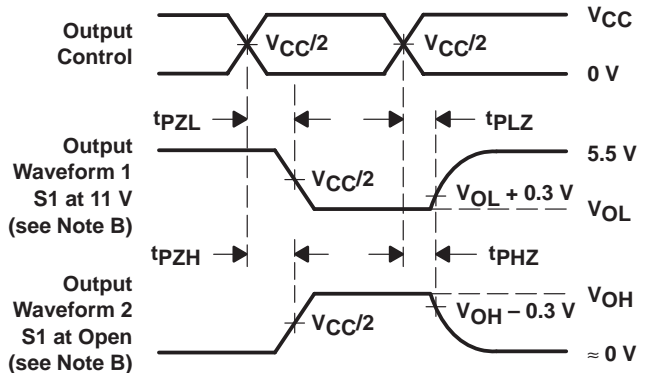 Output
Control
VCC/2
VCC/2
VCC
0 V
tPZL
tPLZ
Output
Waveform 1
S1 at 11 V
(see Note B)
VCC/2
5.5 V
VOL + 0.3 V
VOL
tPZH
tPHZ
Output
Waveform 2
S1 at Open
(see Note B)
VCC/2
VOH
VOH – 0.3 V
≈ 0 V